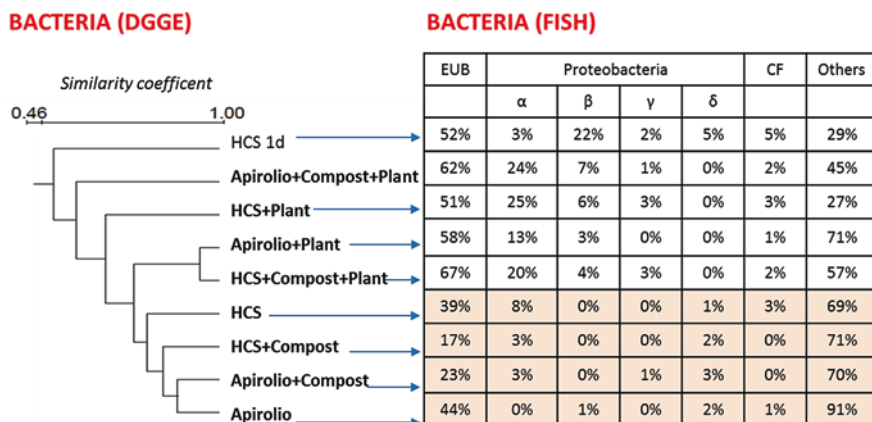 BACTERIA (DGGE) BACTERIA (FISH)
Similarity coefficent
0.46 1.00
EUB Proteobacteria CF Others
α β γ δ
HCS 1d 52% 3% 22% 2% 5% 5% 29%
Apirolio+Compost+Plant 62% 24% 7% 1% 0% 2% 45%
HCS+Plant 51% 25% 6% 3% 0% 3% 27%
Apirolio+Plant 58% 13% 3% 0% 0% 1% 71%
HCS+Compost+Plant 67% 20% 4% 3% 0% 2% 57%
HCS 39% 8% 0% 0% 1% 3% 69%
HCS+Compost 17% 3% 0% 0% 2% 0% 71%
Apirolio+Compost 23% 3% 0% 1% 3% 0% 70%
Apirolio 44% 0% 1% 0% 2% 1% 91%